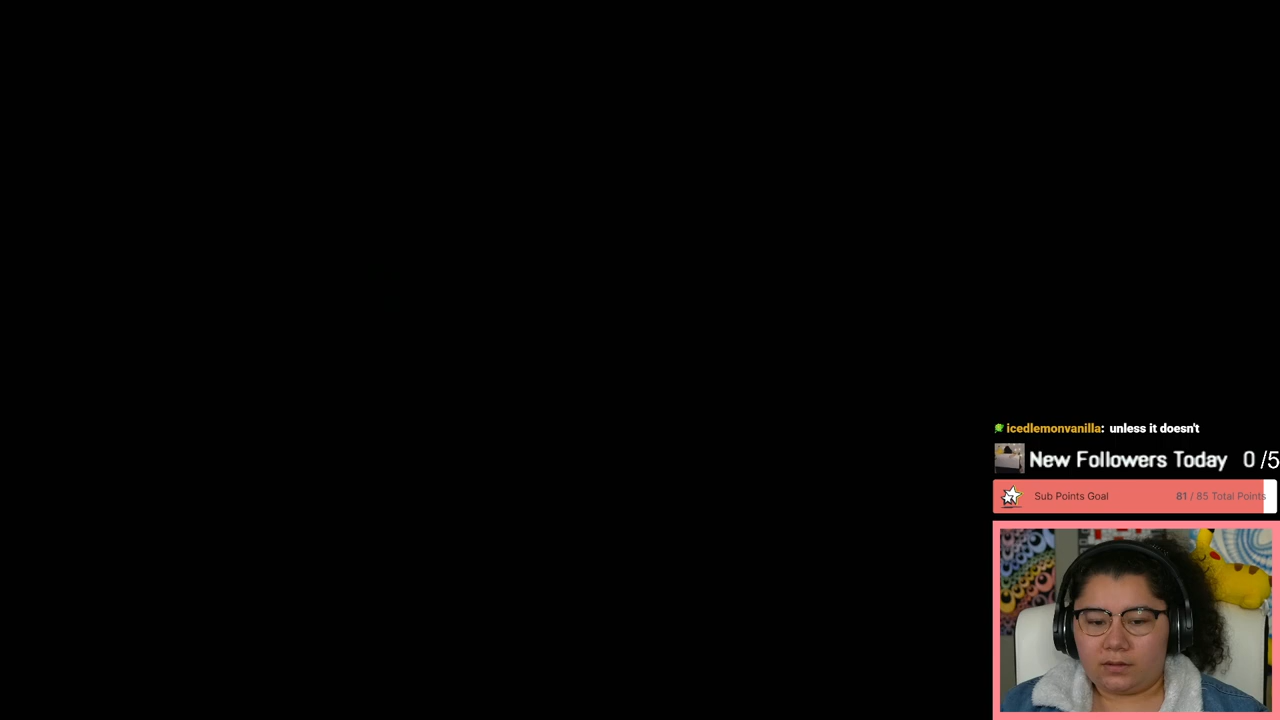 icedlemonvanilla: unless it doesn't
New Followers Today 0 /5
Sub Points Goal 81 / 85 Total Points